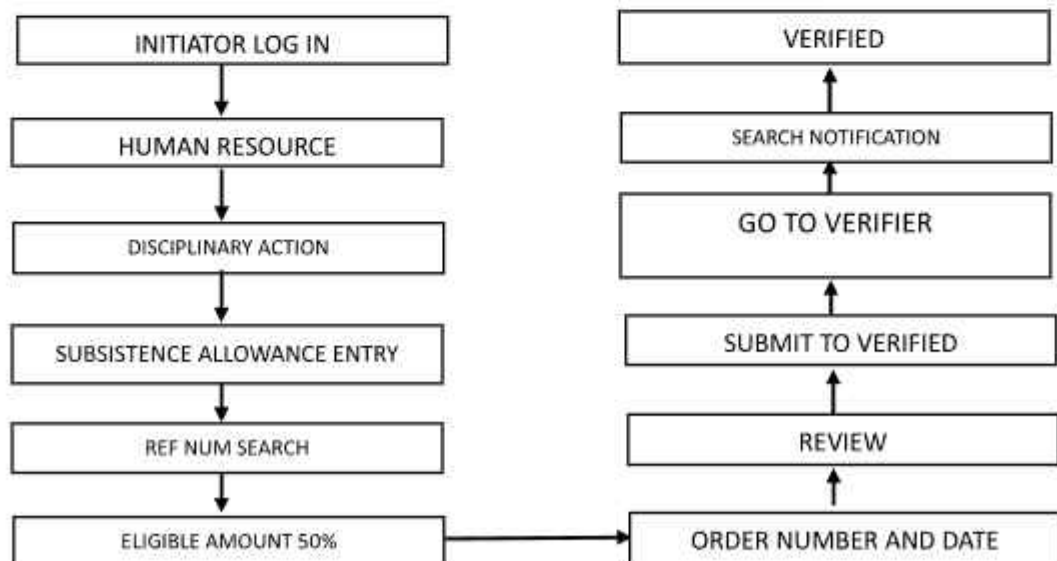 INITIATOR LOG IN
HUMAN RESOURCE
DISCIPLINARY ACTION
SUBSISTENCE ALLOWANCE ENTRY
REF NUM SEARCH
ELIGIBLE AMOUNT 50%
ORDER NUMBER AND DATE
REVIEW
SUBMIT TO VERIFIED
GO TO VERIFIER
SEARCH NOTIFICATION
VERIFIED